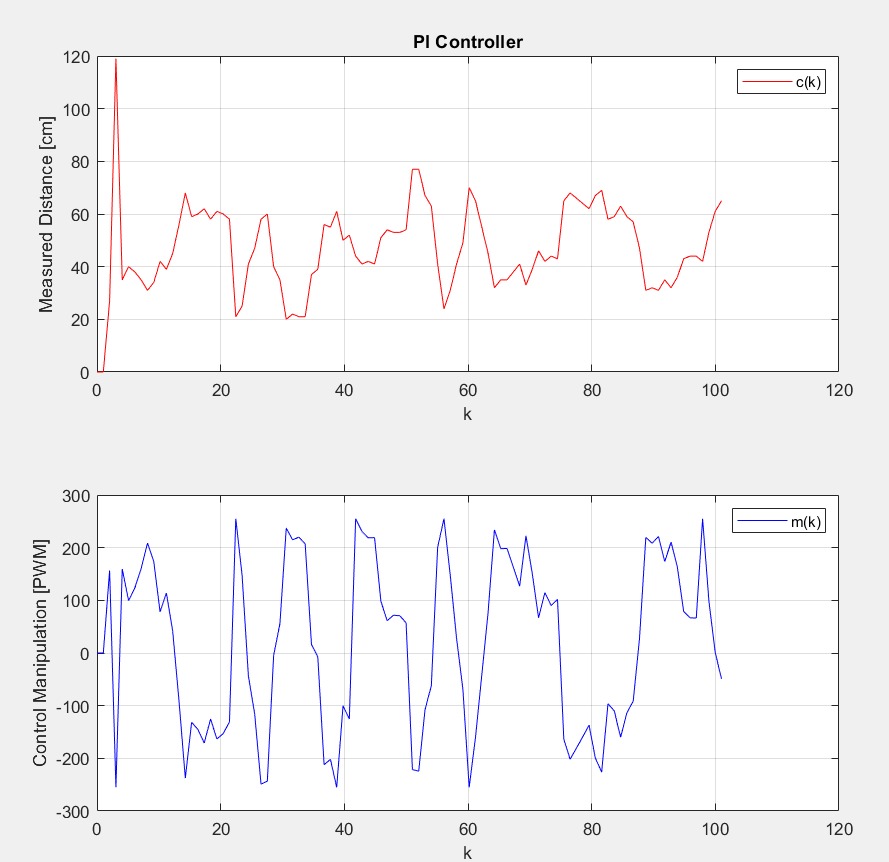 PI Controller
120
100
80
60
40
20
0
Measured Distance [cm]
c(k)
0 20 40 60 80 100 120
k
300
200
100
0
-100
-200
-300
Control Manipulation [PWM]
m(k)
0 20 40 60 80 100 120
k